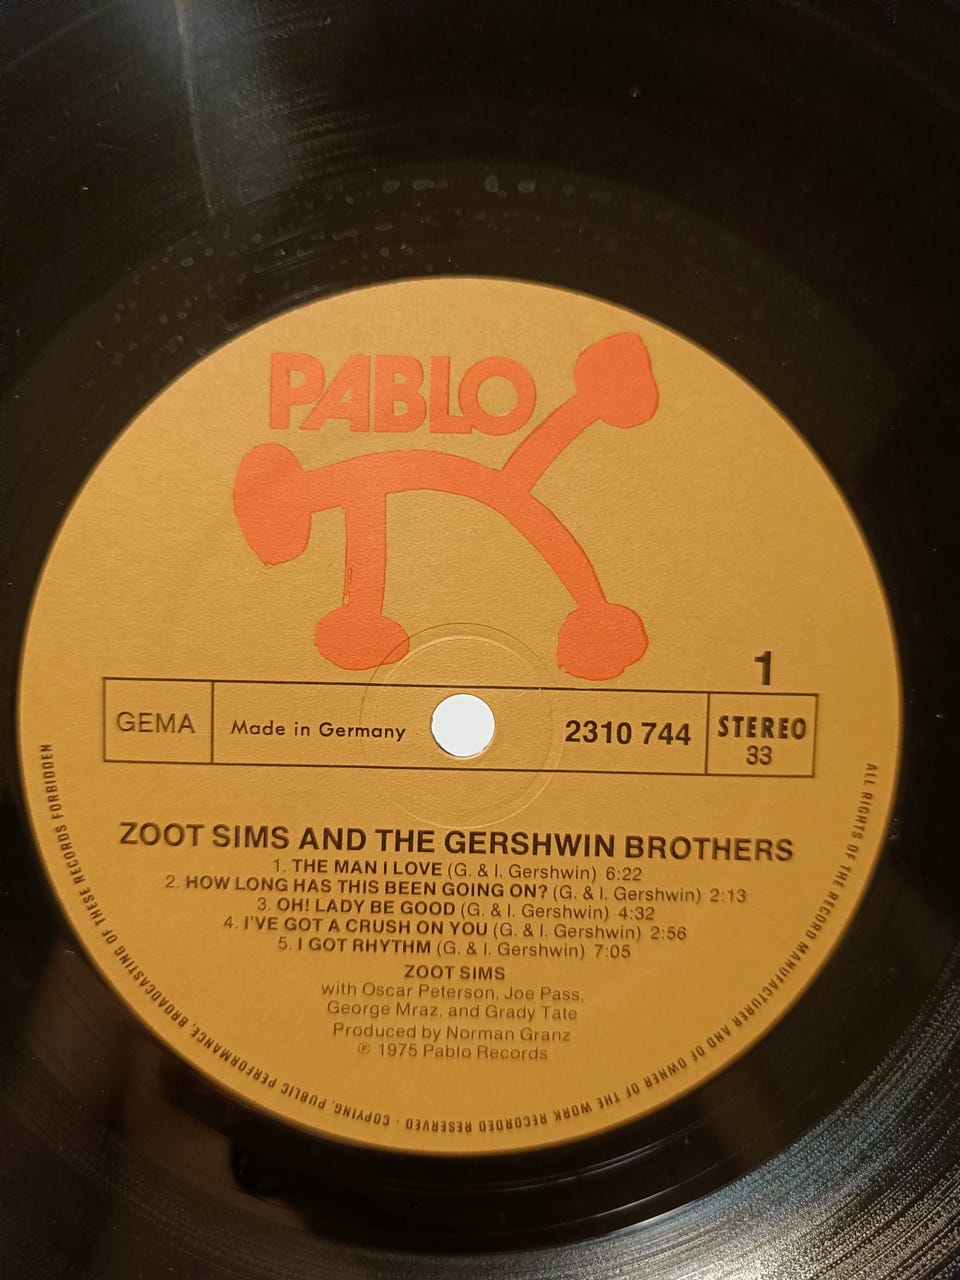 PABLO
1
GEMA
Made in Germany
2310 744
STEREO
33
ZOOT SIMS AND THE GERSHWIN BROTHERS
1. THE MAN I LOVE (G. & I. Gershwin) 6:22
2. HOW LONG HAS THIS BEEN GOING ON? (G. & I. Gershwin) 2:13
3. OH! LADY BE GOOD (G. & I. Gershwin) 4:32
4. I'VE GOT A CRUSH ON YOU (G. & I. Gershwin) 2:56
5. I GOT RHYTHM (G. & I. Gershwin) 7:05
ZOOT SIMS
with Oscar Peterson, Joe Pass,
George Mraz, and Grady Tate
Produced by Norman Granz
℗ 1975 Pablo Records
ALL RIGHTS OF THE RECORD MANUFACTURER AND OF OWNER OF THE WORK RECORDED RESERVED · COPYING, PUBLIC PERFORMANCE, BROADCASTING OF THESE RECORDS FORBIDDEN